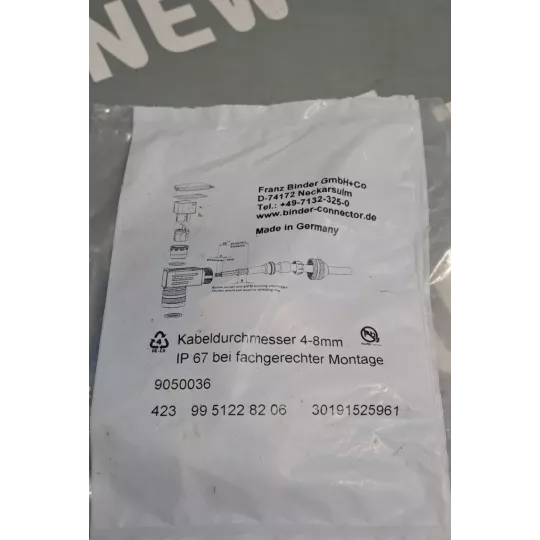 NEW
Franz Binder GmbH+Co
D-74172 Neckarsulm
Tel.: +49-7132-325-0
www.binder-connector.de
Made in Germany
Kabeldurchmesser 4-8mm
IP 67 bei fachgerechter Montage
9050036
423 99 5122 82 06 30191525961